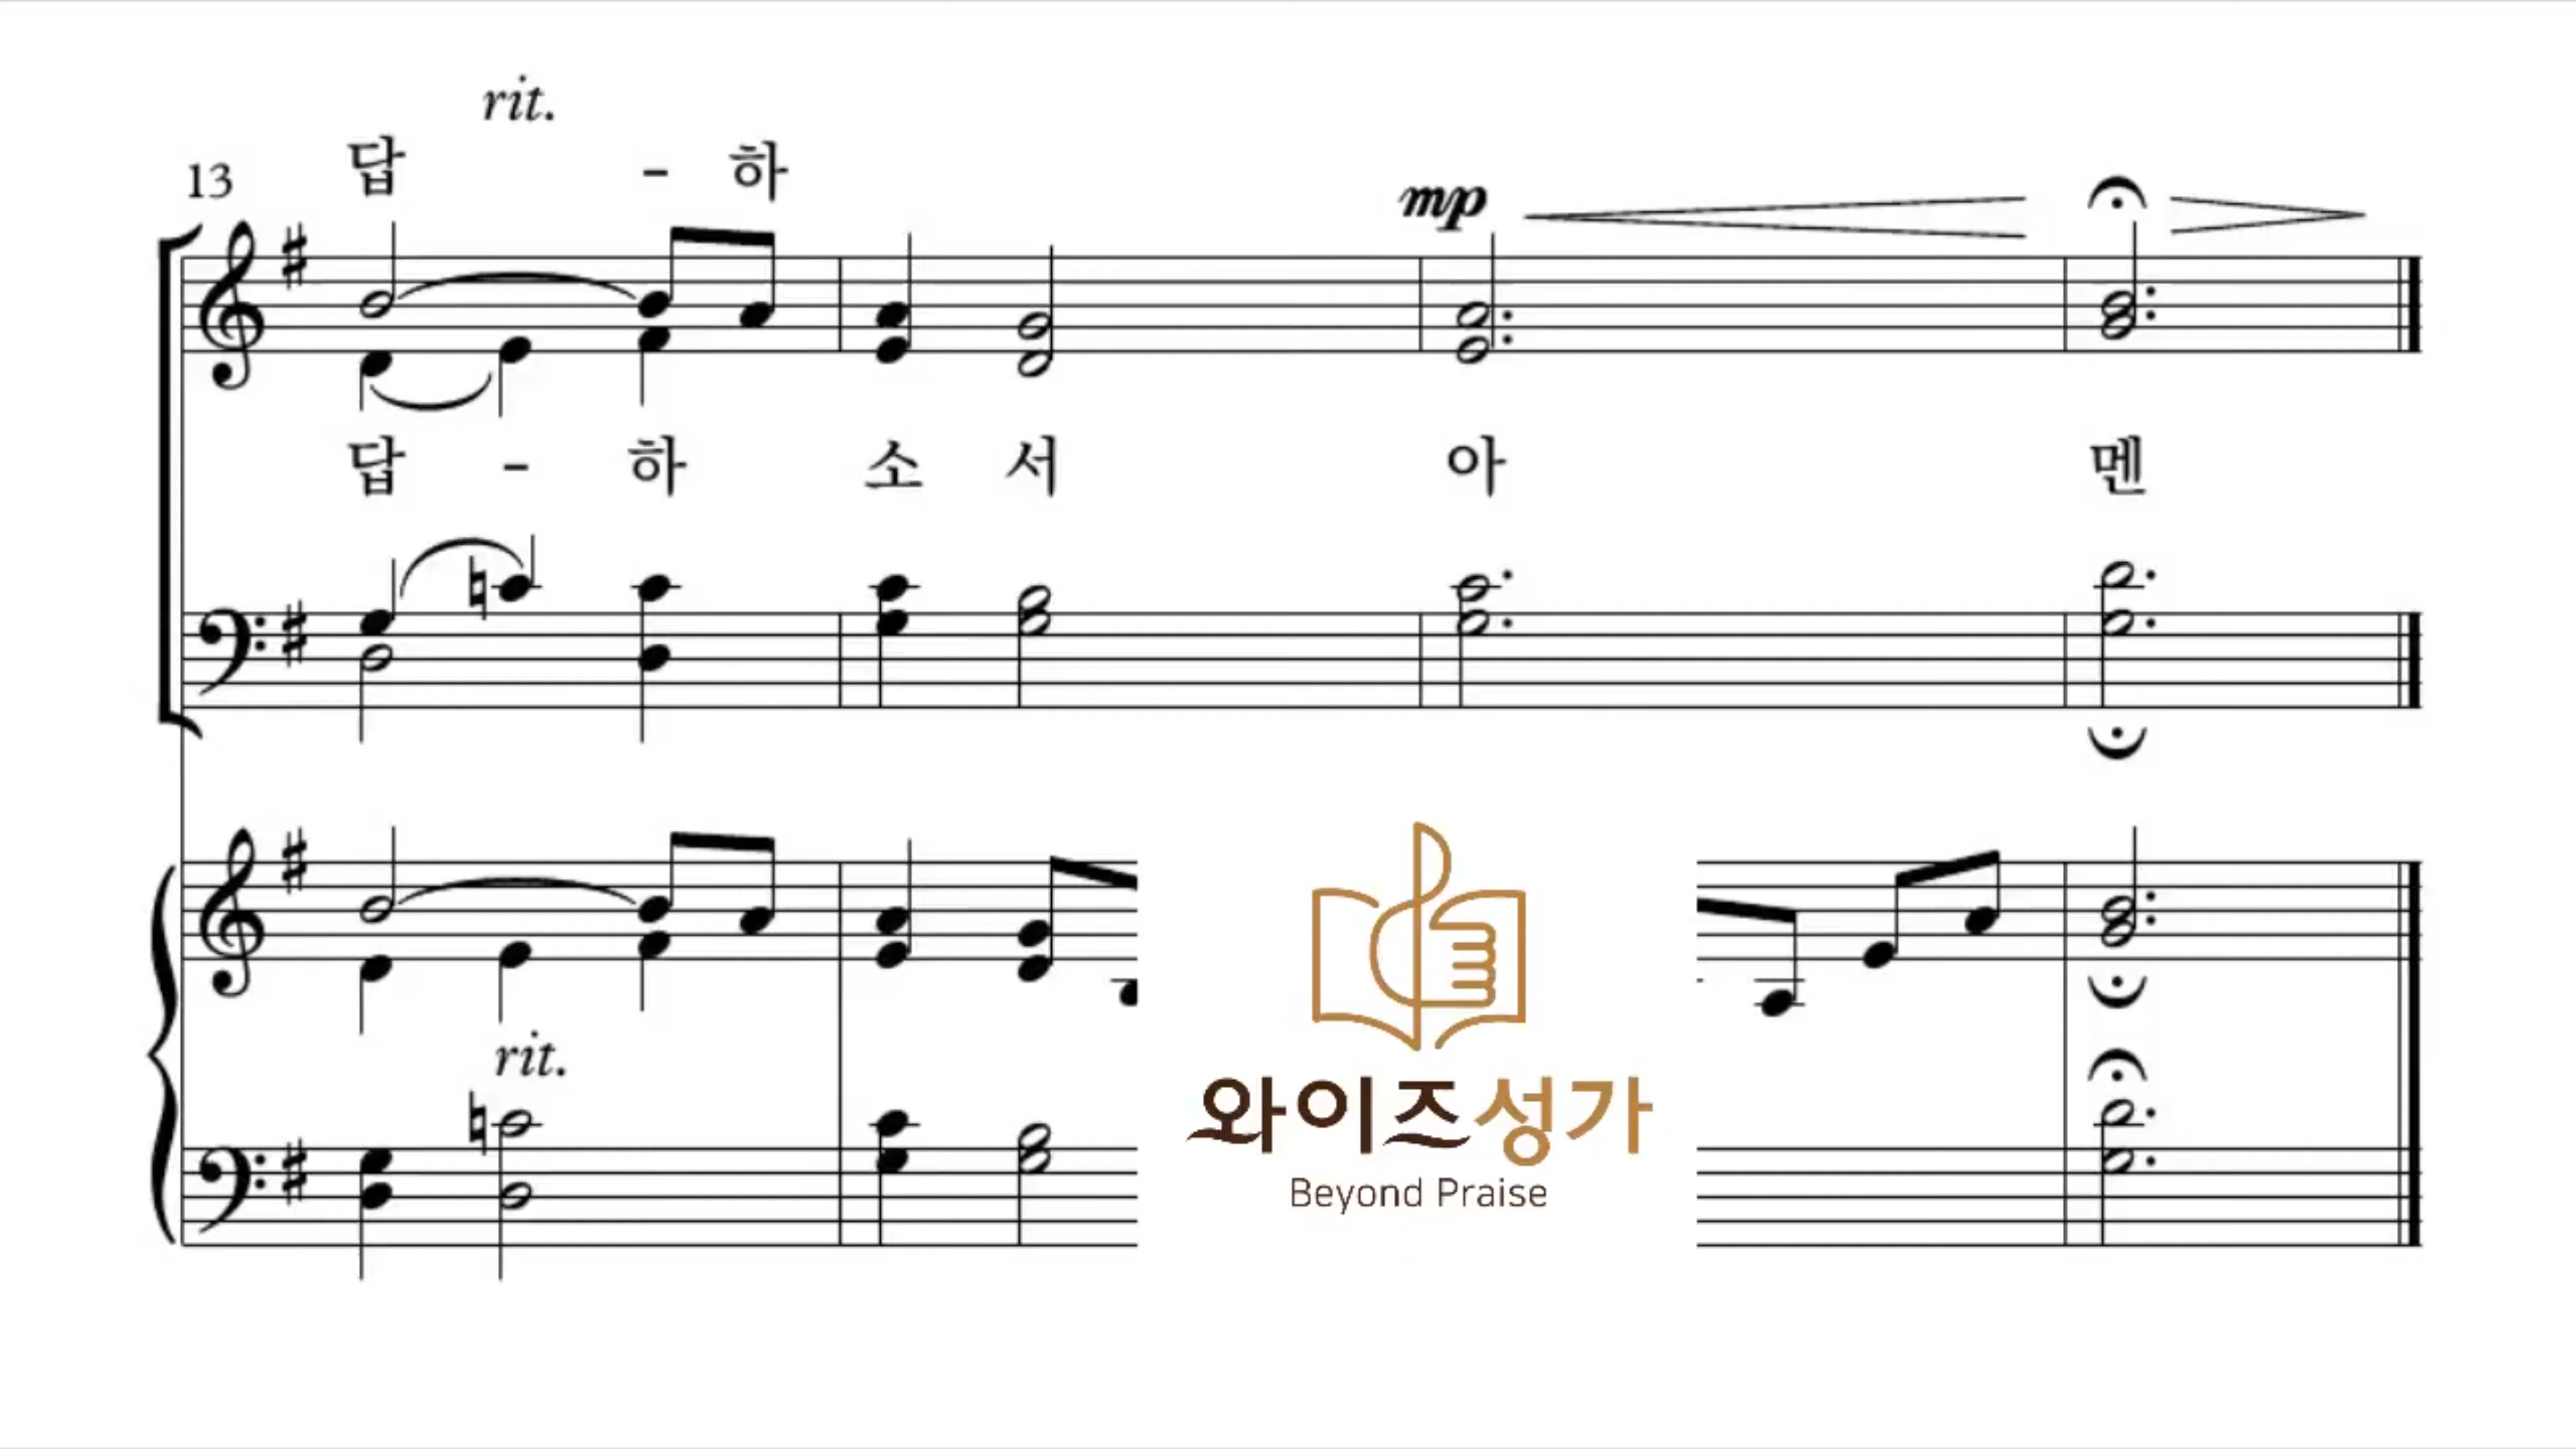 rit.
13 답 - 하
mp
답 - 하 소 서 아 멘
rit.
와이즈성가
Beyond Praise